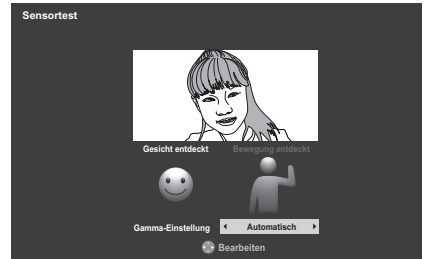 Sensortest
Gesicht entdeckt Bewegung entdeckt
Gamma-Einstellung Automatisch
Bearbeiten